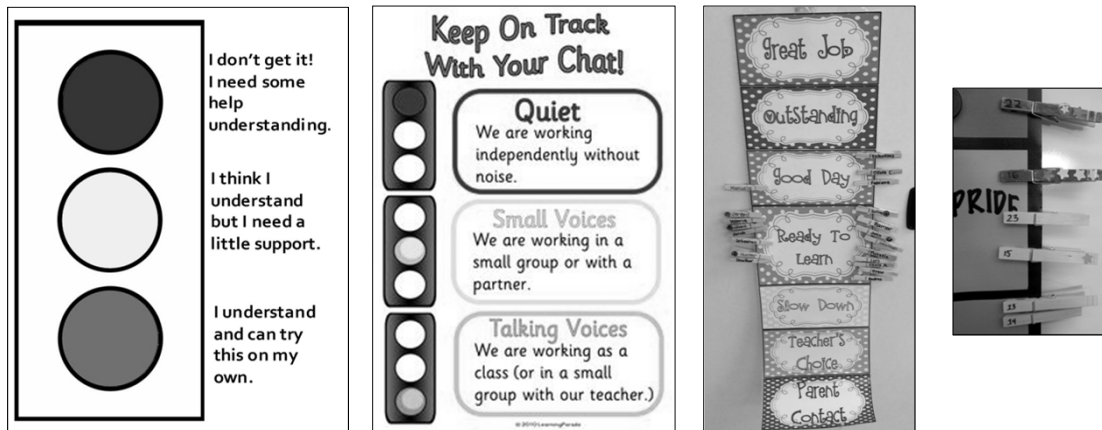 I don't get it!
I need some
help
understanding.
I think I
understand
but I need a
little support.
I understand
and can try
this on my
own.
Keep On Track
With Your Chat!
Quiet
We are working
independently without
noise.
Small Voices
We are working in a
small group or with a
partner.
Talking Voices
We are working as a
class (or in a small
group with our teacher.)
© 2010 LearningParade
Great Job
Outstanding
Good Day
Ready To
Learn
Slow Down
Teacher's
Choice
Parent
Contact
22
PRIDE
23
15
13
14